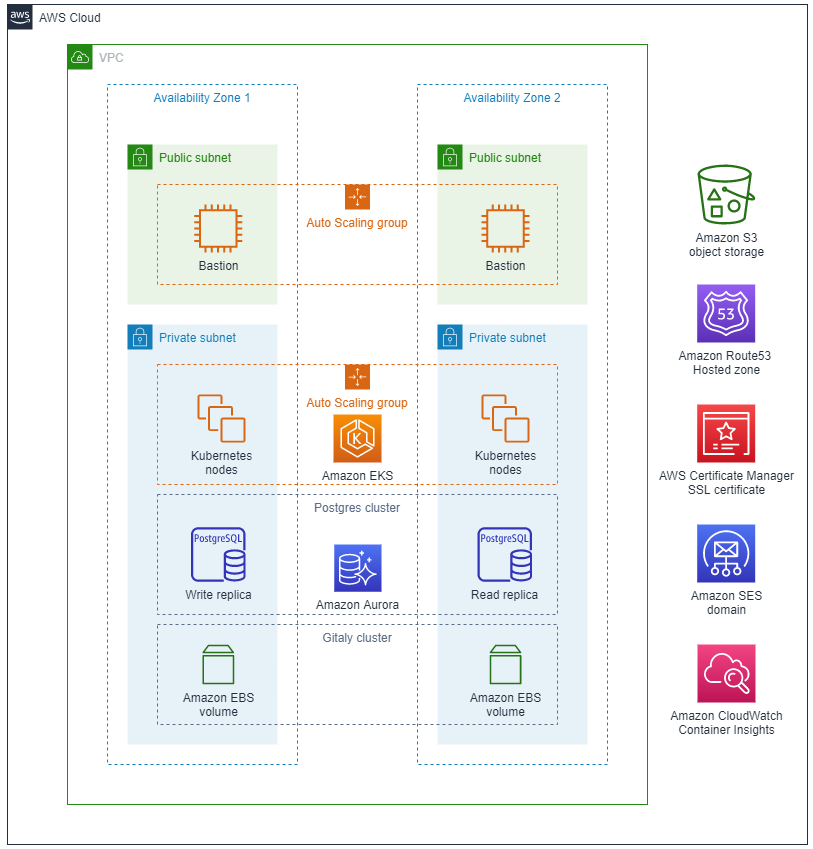 aws
AWS Cloud
VPC
Availability Zone 1
Availability Zone 2
Public subnet
Public subnet
Auto Scaling group
Bastion
Bastion
Private subnet
Private subnet
Auto Scaling group
Kubernetes
nodes
K
Amazon EKS
Kubernetes
nodes
Postgres cluster
PostgreSQL
Write replica
Amazon Aurora
PostgreSQL
Read replica
Gitaly cluster
Amazon EBS
volume
Amazon EBS
volume
Amazon S3
object storage
53
Amazon Route53
Hosted zone
AWS Certificate Manager
SSL certificate
Amazon SES
domain
Amazon CloudWatch
Container Insights